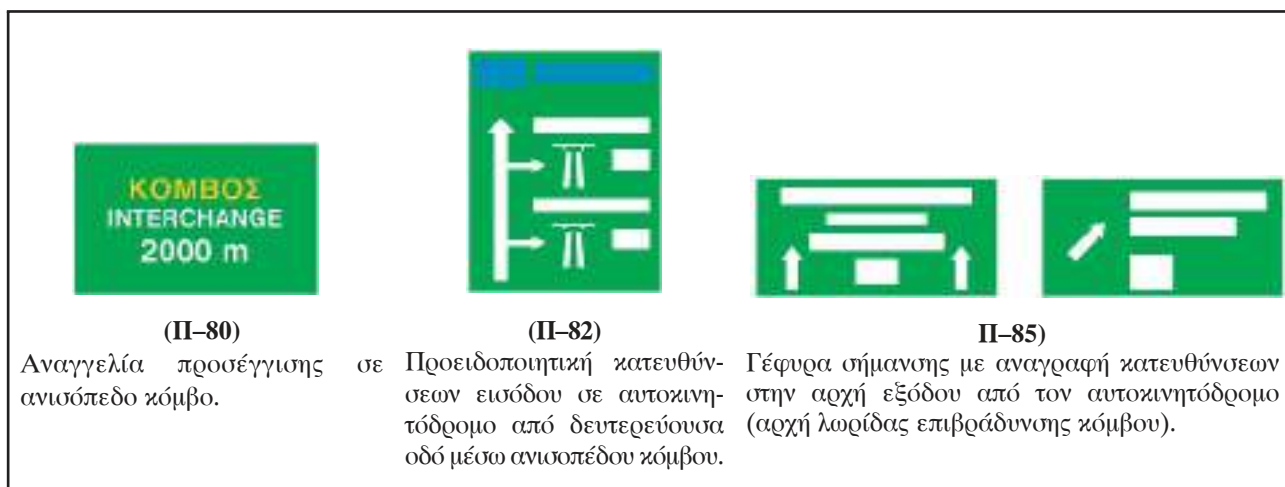 ΚΟΜΒΟΣ
INTERCHANGE
2000 m
(Π–80)
Αναγγελία προσέγγισης σε
ανισόπεδο κόμβο.
(Π–82)
Προειδοποιητική κατευθύν-
σεων εισόδου σε αυτοκινη-
τόδρομο από δευτερεύουσα
οδό μέσω ανισοπέδου κόμβου.
Π–85)
Γέφυρα σήμανσης με αναγραφή κατευθύνσεων
στην αρχή εξόδου από τον αυτοκινητόδρομο
(αρχή λωρίδας επιβράδυνσης κόμβου).